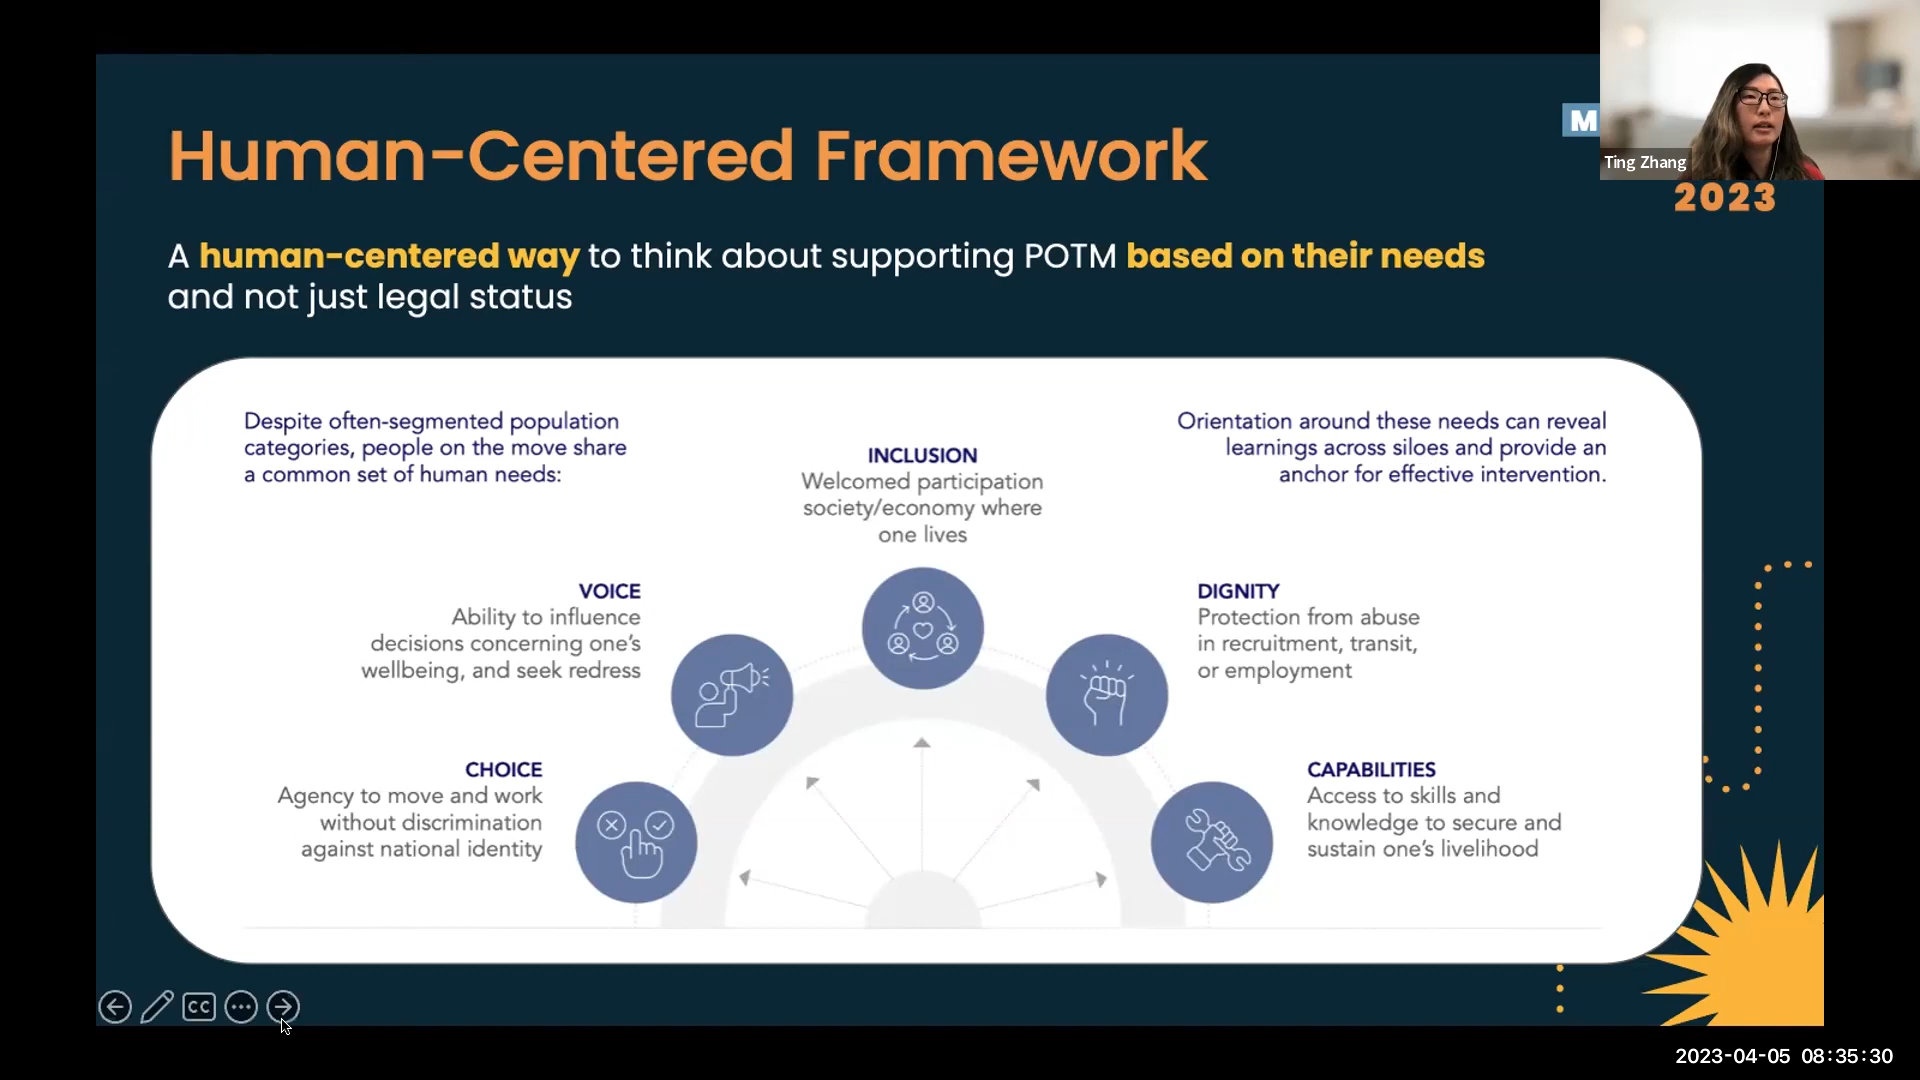 Human-Centered Framework
M
Ting Zhang
2023
A human-centered way to think about supporting POTM based on their needs
and not just legal status
Despite often-segmented population
categories, people on the move share
a common set of human needs:
Orientation around these needs can reveal
learnings across siloes and provide an
anchor for effective intervention.
INCLUSION
Welcomed participation
society/economy where
one lives
VOICE
Ability to influence
decisions concerning one's
wellbeing, and seek redress
DIGNITY
Protection from abuse
in recruitment, transit,
or employment
CHOICE
Agency to move and work
without discrimination
against national identity
CAPABILITIES
Access to skills and
knowledge to secure and
sustain one's livelihood
CC
2023-04-05 08:35:30